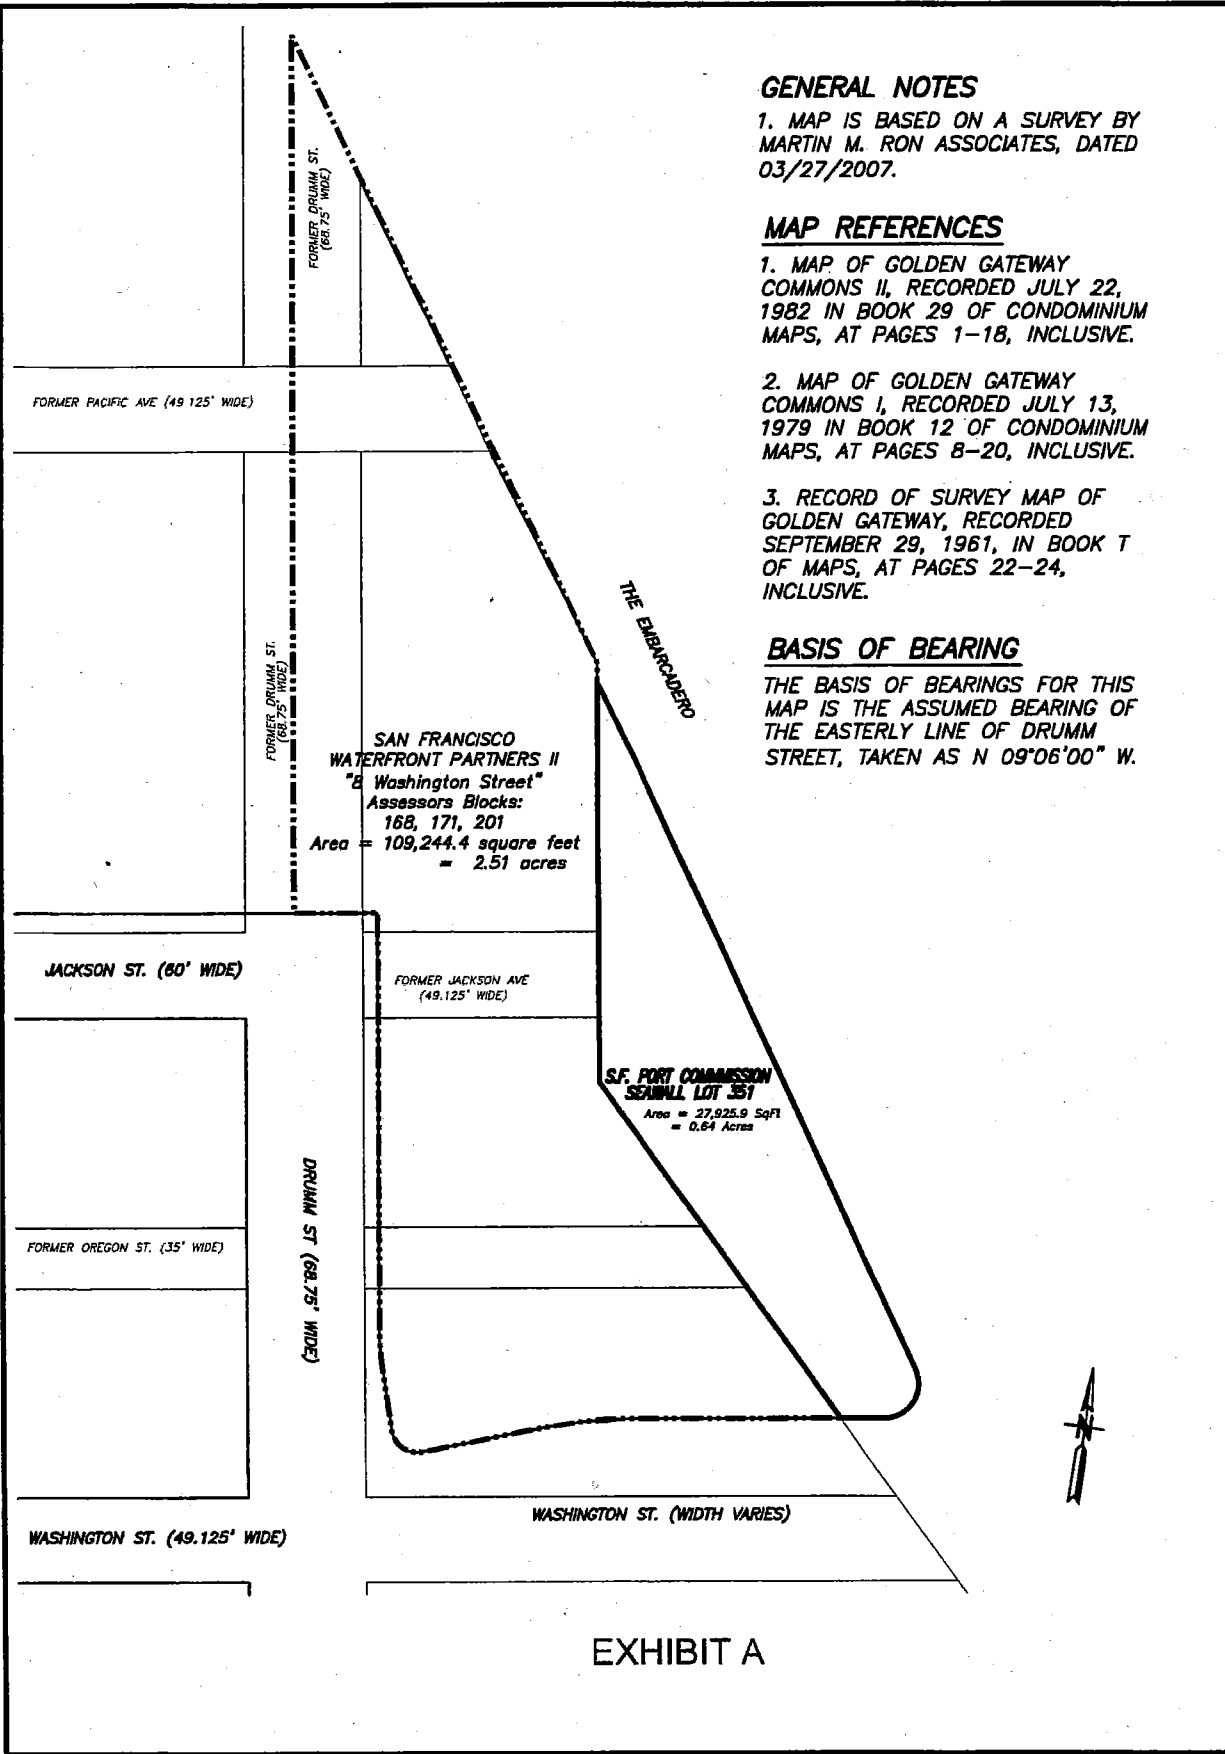 GENERAL NOTES
1. MAP IS BASED ON A SURVEY BY
MARTIN M. RON ASSOCIATES, DATED
03/27/2007.
MAP REFERENCES
1. MAP OF GOLDEN GATEWAY
COMMONS II, RECORDED JULY 22,
1982 IN BOOK 29 OF CONDOMINIUM
MAPS, AT PAGES 1-18, INCLUSIVE.
2. MAP OF GOLDEN GATEWAY
COMMONS I, RECORDED JULY 13,
1979 IN BOOK 12 OF CONDOMINIUM
MAPS, AT PAGES 8-20, INCLUSIVE.
3. RECORD OF SURVEY MAP OF
GOLDEN GATEWAY, RECORDED
SEPTEMBER 29, 1961, IN BOOK T
OF MAPS, AT PAGES 22-24,
INCLUSIVE.
BASIS OF BEARING
THE BASIS OF BEARINGS FOR THIS
MAP IS THE ASSUMED BEARING OF
THE EASTERLY LINE OF DRUMM
STREET, TAKEN AS N 09°06'00" W.
FORMER DRUMM ST.
(68.75' WIDE)
FORMER PACIFIC AVE (49 125' WIDE)
THE EMBARCADERO
FORMER DRUMM ST.
(68.75' WIDE)
SAN FRANCISCO
WATERFRONT PARTNERS II
"8 Washington Street"
Assessors Blocks:
168, 171, 201
Area = 109,244.4 square feet
= 2.51 acres
JACKSON ST. (60' WIDE)
FORMER JACKSON AVE
(49.125' WIDE)
S.F. PORT COMMISSION
SEAWALL LOT 351
Area = 27,925.9 SqFt
= 0.64 Acres
DRUMM ST (68.75' WIDE)
FORMER OREGON ST. (35' WIDE)
N
WASHINGTON ST. (WIDTH VARIES)
WASHINGTON ST. (49.125' WIDE)
EXHIBIT A